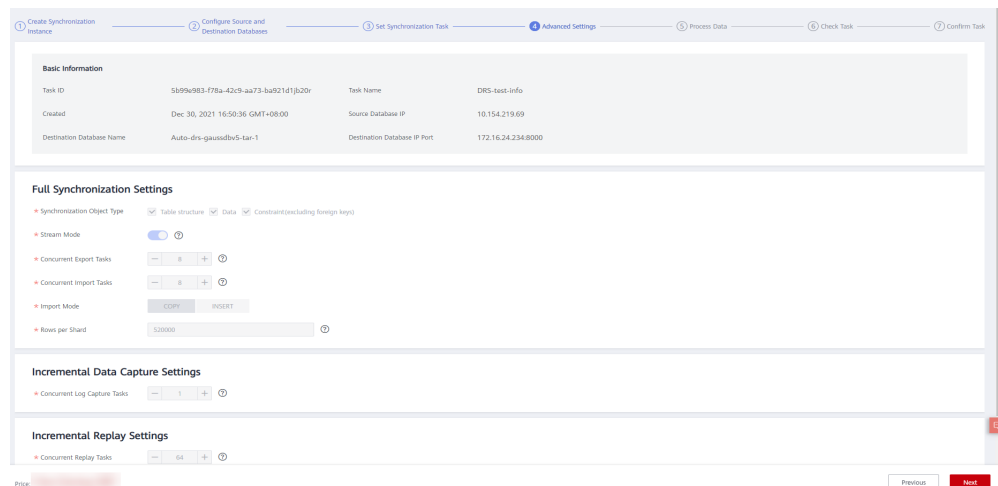 1 Create Synchronization Instance
2 Configure Source and Destination Databases
3 Set Synchronization Task
4 Advanced Settings
5 Process Data
6 Check Task
7 Confirm Task
Basic Information
Task ID 5b99e983-f78a-42c9-aa73-ba921d1jb20r Task Name DRS-test-info
Created Dec 30, 2021 16:50:36 GMT+08:00 Source Database IP 10.154.219.69
Destination Database Name Auto-drs-gaussdbv5-tar-1 Destination Database IP Port 172.16.24.234:8000
Full Synchronization Settings
* Synchronization Object Type Table structure Data Constraint(excluding foreign keys)
* Stream Mode ?
* Concurrent Export Tasks − 8 + ?
* Concurrent Import Tasks − 8 + ?
* Import Mode COPY INSERT
* Rows per Shard 520000 ?
Incremental Data Capture Settings
* Concurrent Log Capture Tasks − 1 + ?
Incremental Replay Settings
* Concurrent Replay Tasks − 64 + ?
Price:
Previous Next